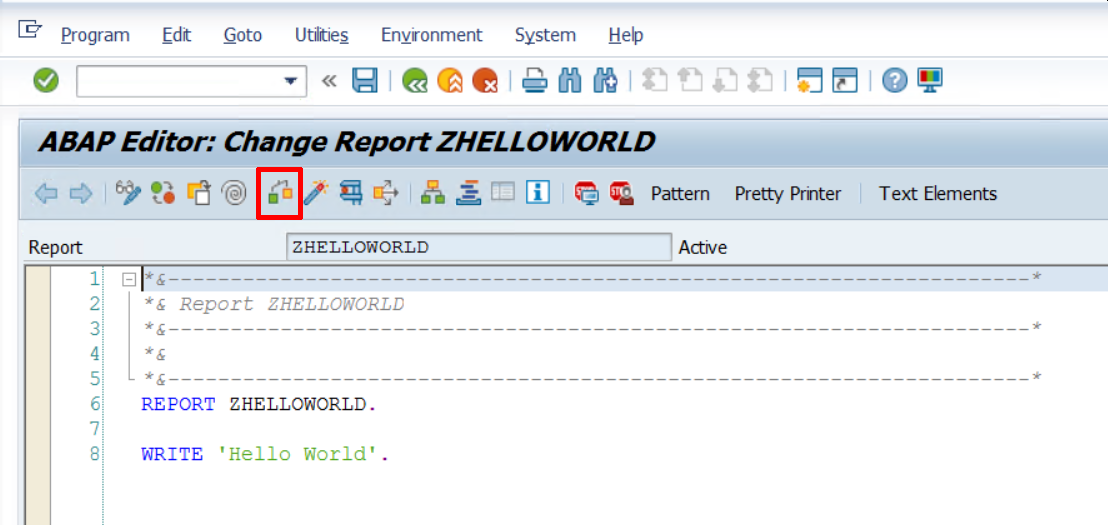 Program Edit Goto Utilities Environment System Help
ABAP Editor: Change Report ZHELLOWORLD
Pattern Pretty Printer Text Elements
Report ZHELLOWORLD Active
1 *&---------------------------------------------------------------------*
2 *& Report ZHELLOWORLD
3 *&---------------------------------------------------------------------*
4 *&
5 *&---------------------------------------------------------------------*
6 REPORT ZHELLOWORLD.
7
8 WRITE 'Hello World'.